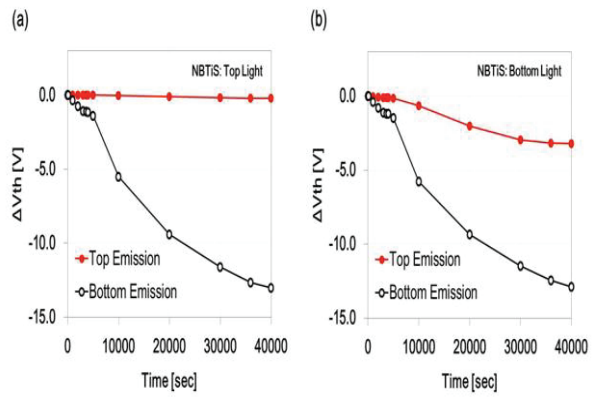 (a)
NBTiS: Top Light
0.0
-5.0
-10.0
-15.0
ΔVth [V]
Top Emission
Bottom Emission
0 10000 20000 30000 40000
Time [sec]
(b)
NBTiS: Bottom Light
0.0
-5.0
-10.0
-15.0
ΔVth [V]
Top Emission
Bottom Emission
0 10000 20000 30000 40000
Time [sec]